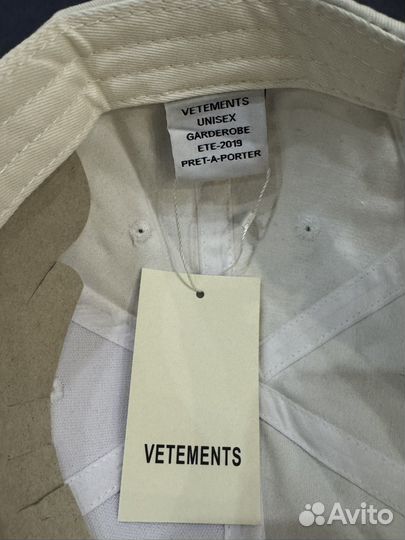 VETEMENTS
UNISEX
GARDEROBE
ETE-2019
PRET-A-PORTER
VETEMENTS
Avito